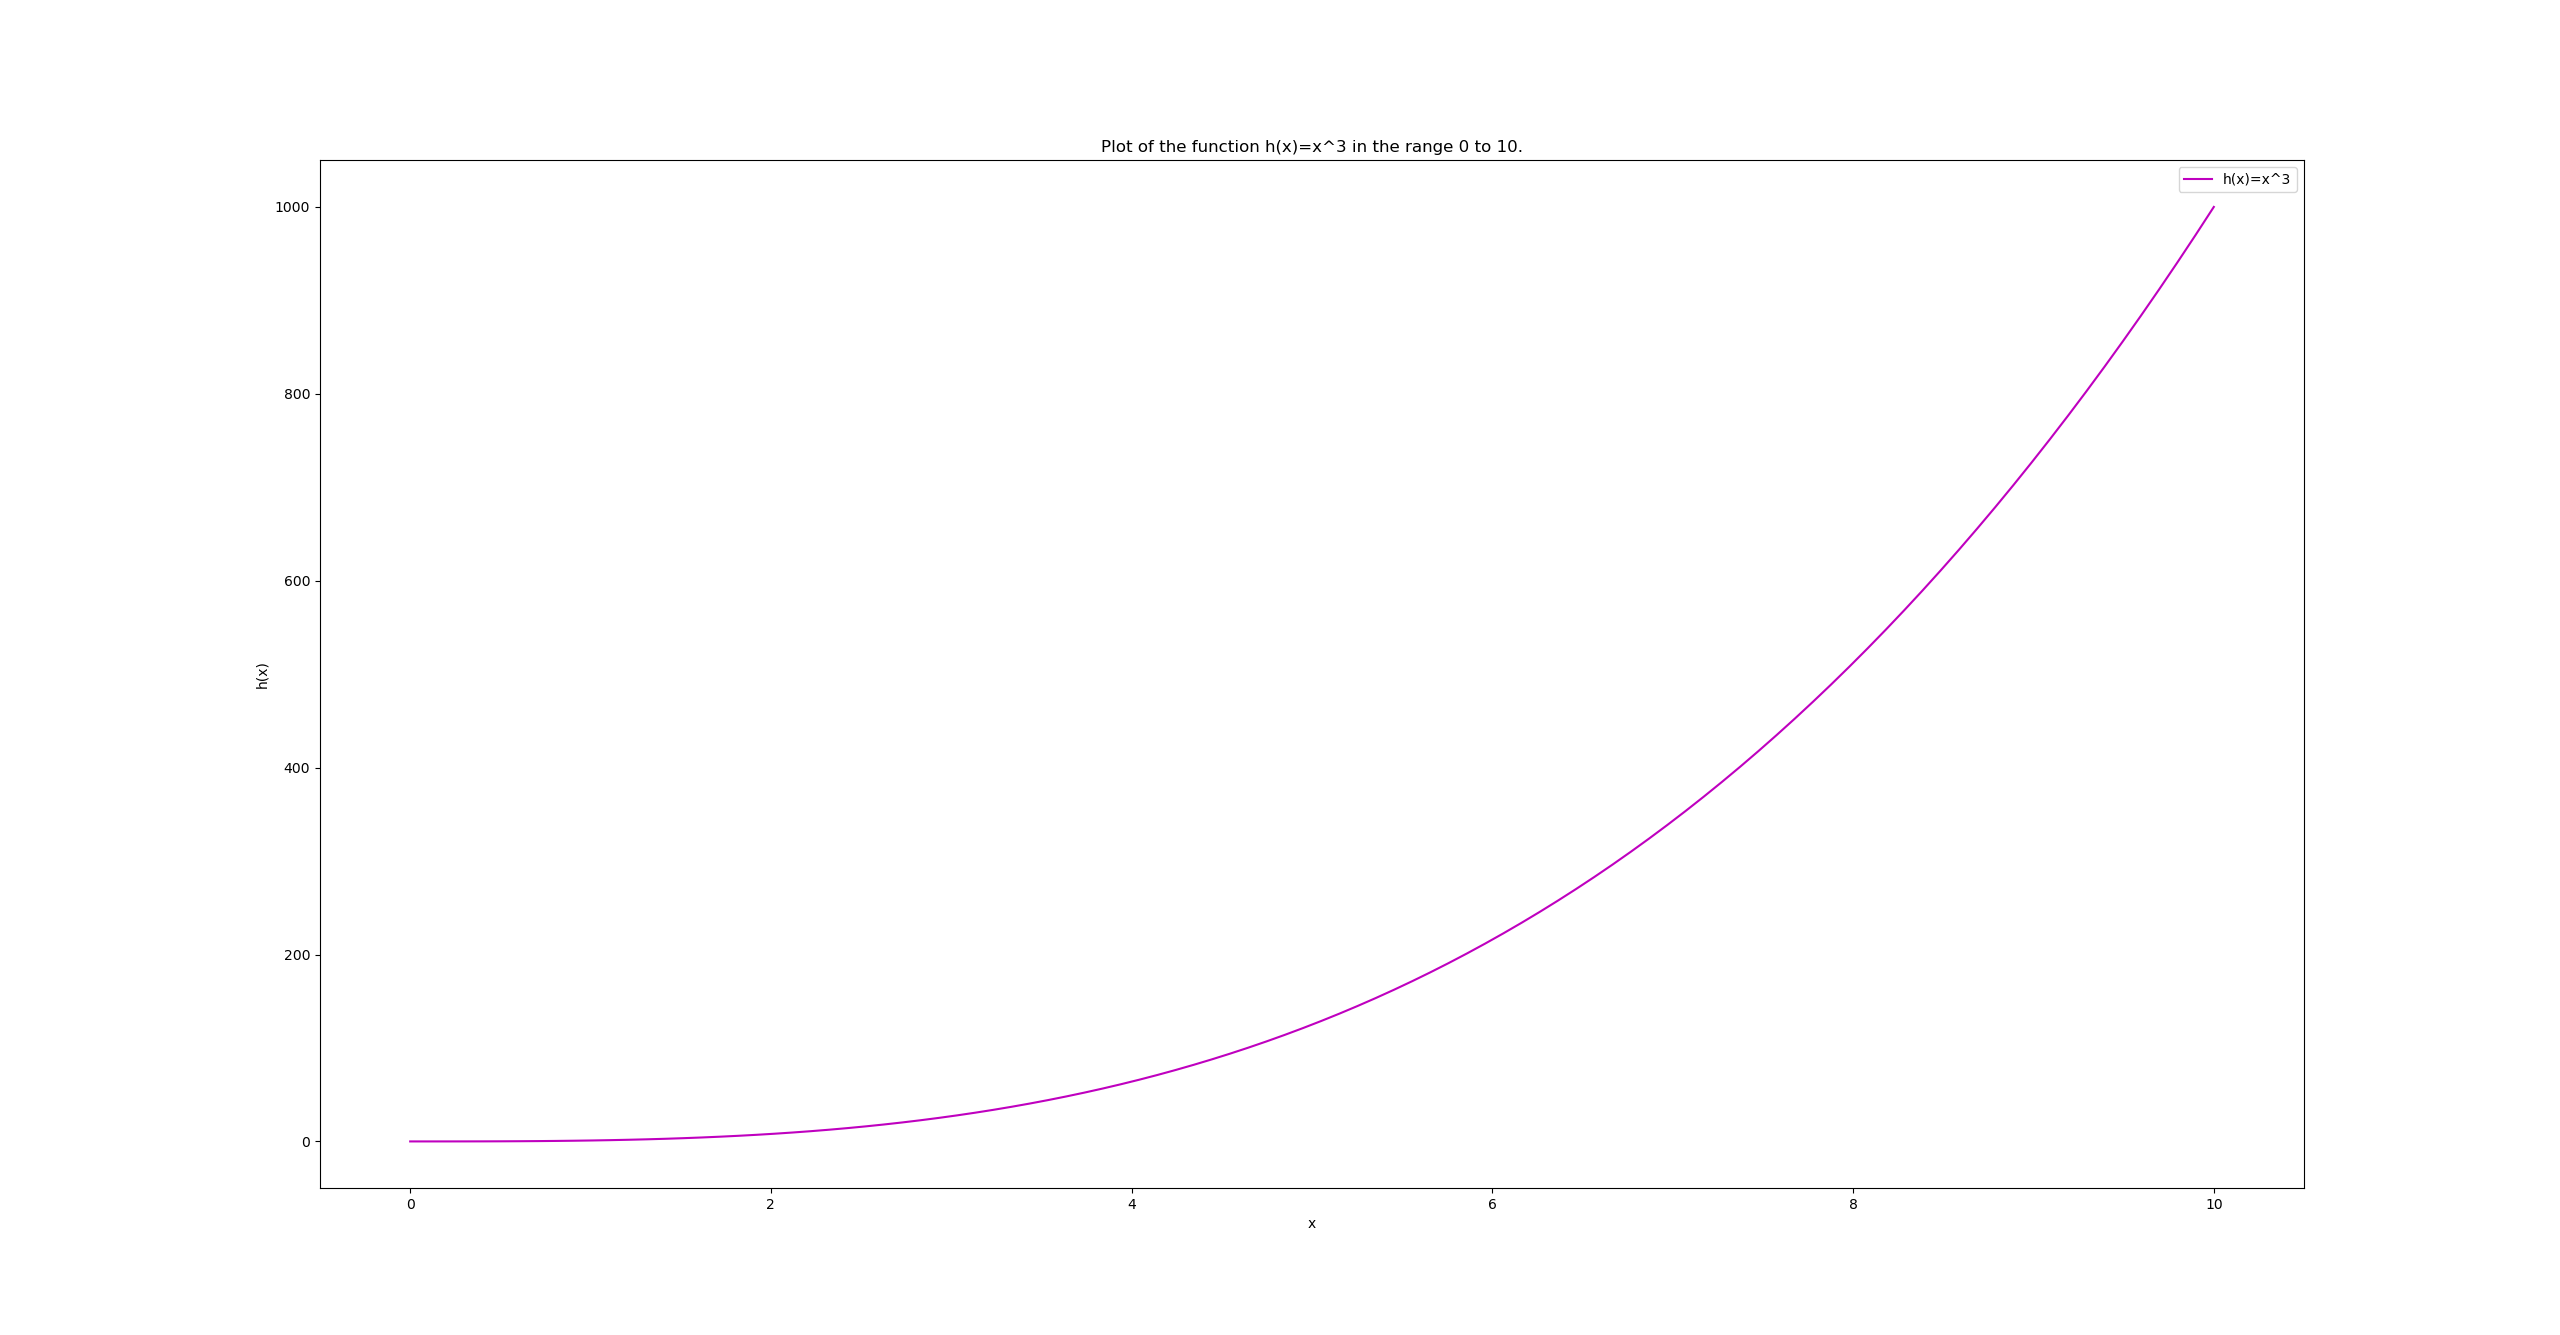 Plot of the function h(x)=x^3 in the range 0 to 10.
h(x)=x^3
1000
800
600
400
200
0
h(x)
0 2 4 6 8 10
x